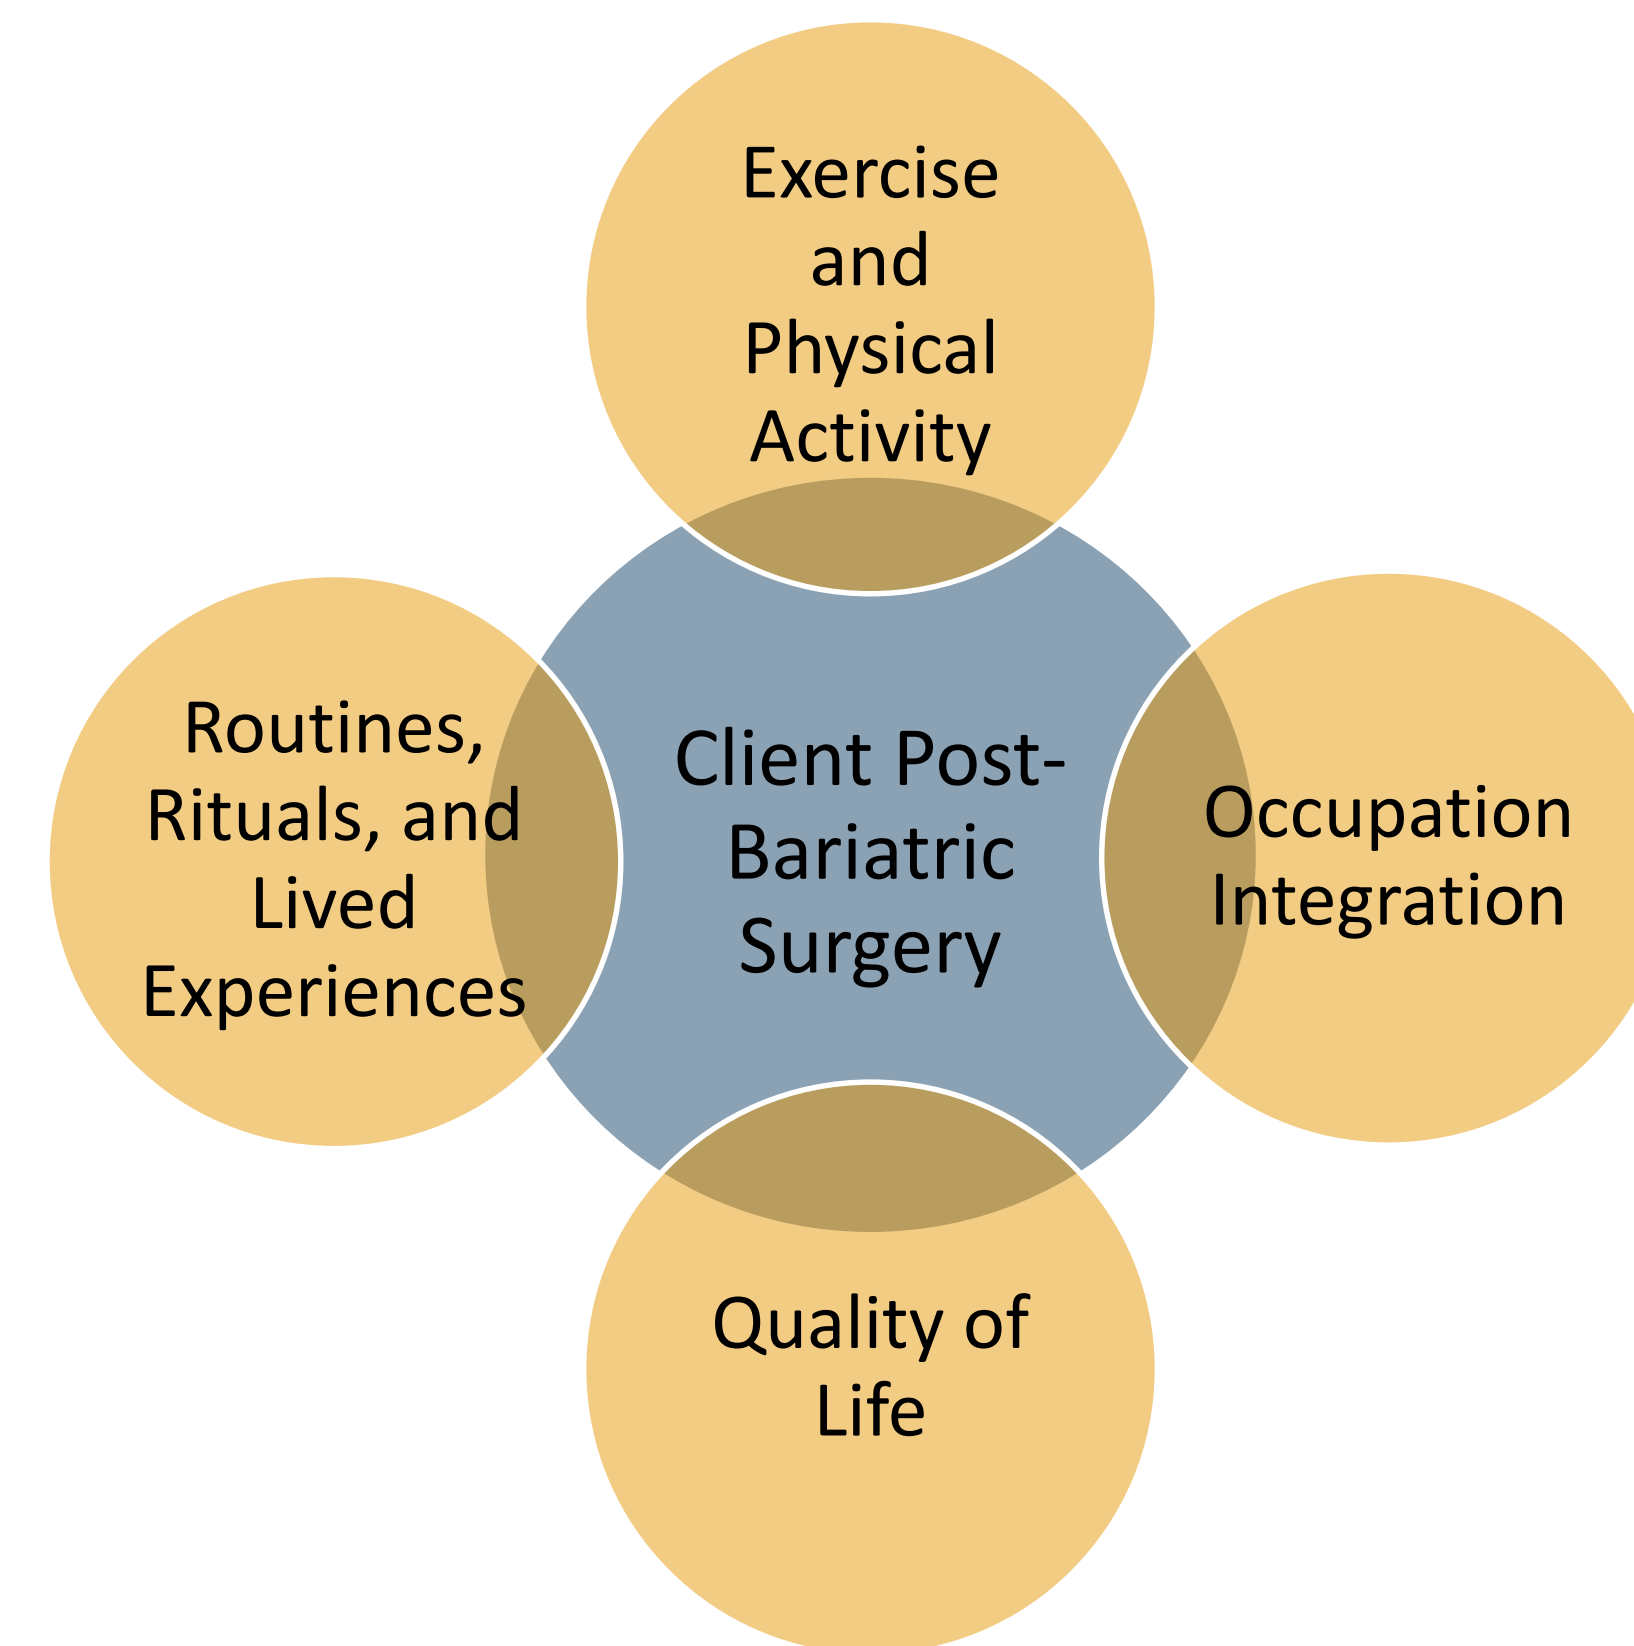 Exercise
and
Physical
Activity
Routines,
Rituals, and
Lived
Experiences
Client Post-
Bariatric
Surgery
Occupation
Integration
Quality of
Life